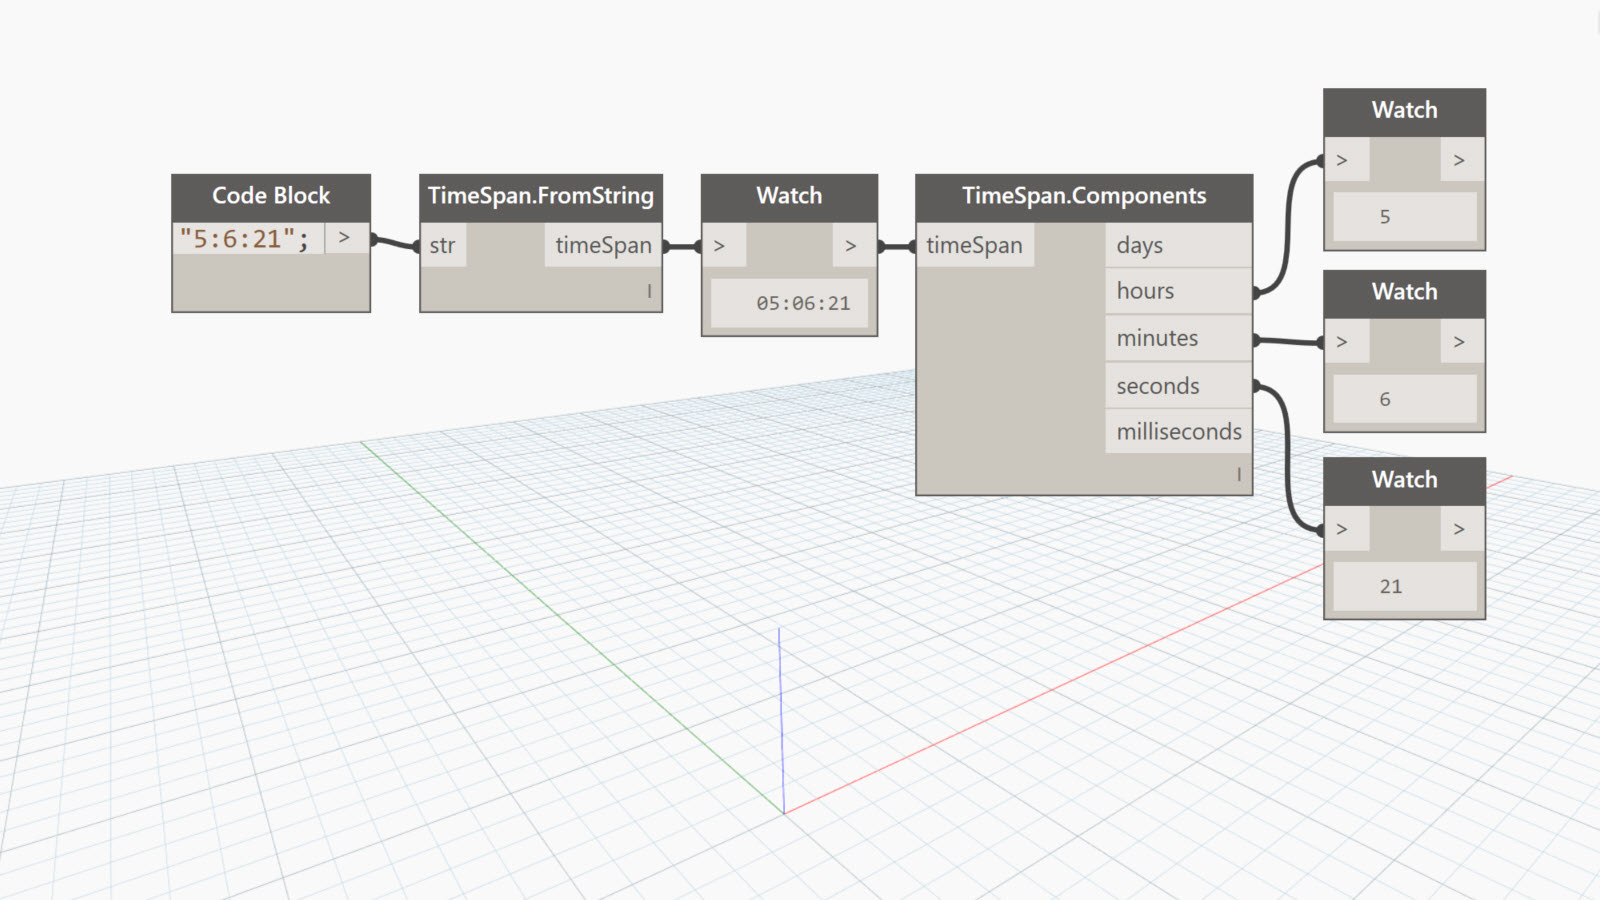 Code Block
"5:6:21"; >
TimeSpan.FromString
str timeSpan
l
Watch
> >
05:06:21
TimeSpan.Components
timeSpan days
hours
minutes
seconds
milliseconds
l
Watch
> >
5
Watch
> >
6
Watch
> >
21